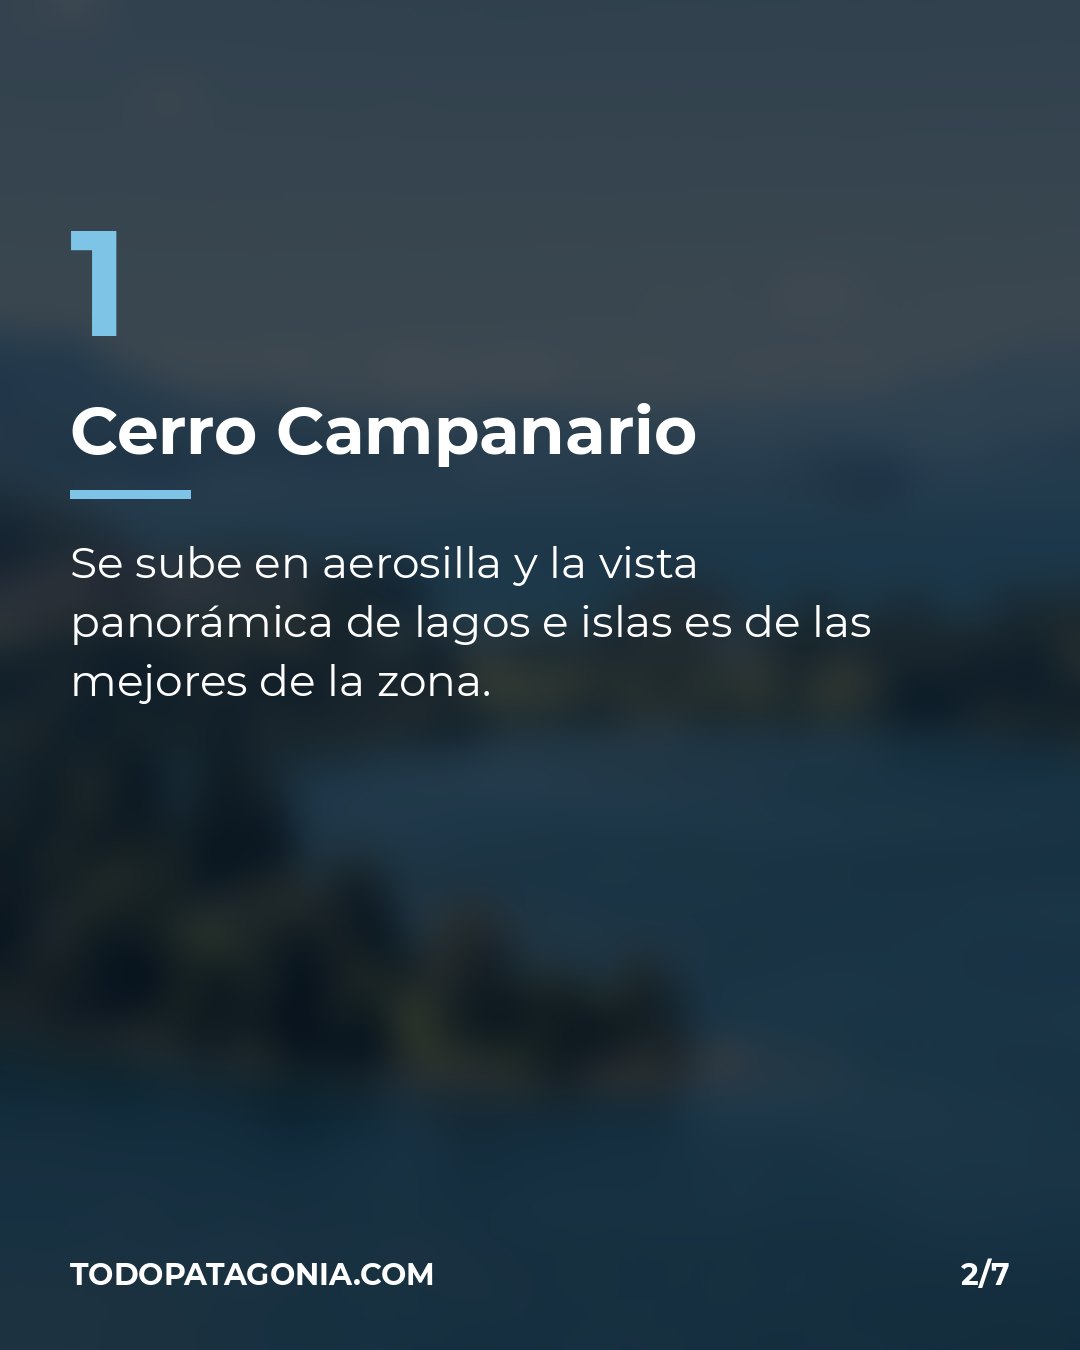 1
Cerro Campanario
Se sube en aerosilla y la vista
panorámica de lagos e islas es de las
mejores de la zona.
TODOPATAGONIA.COM
2/7